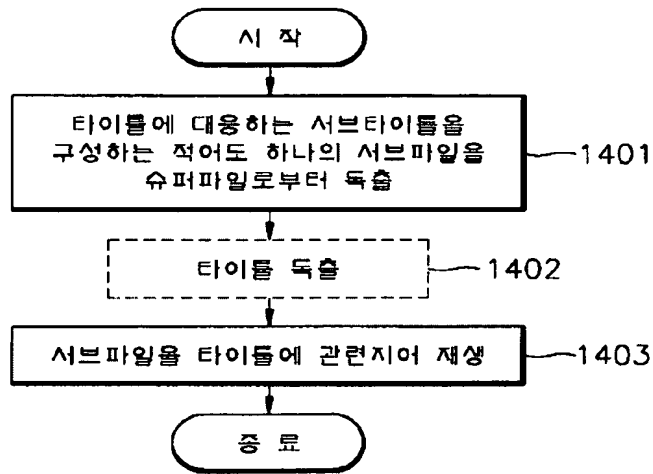 시 작
타이틀에 대응하는 서브타이틀을
구성하는 적어도 하나의 서브파일을
슈퍼파일로부터 독출
1401
타이틀 독출
1402
서브파일을 타이틀에 관련지어 재생
1403
종 료